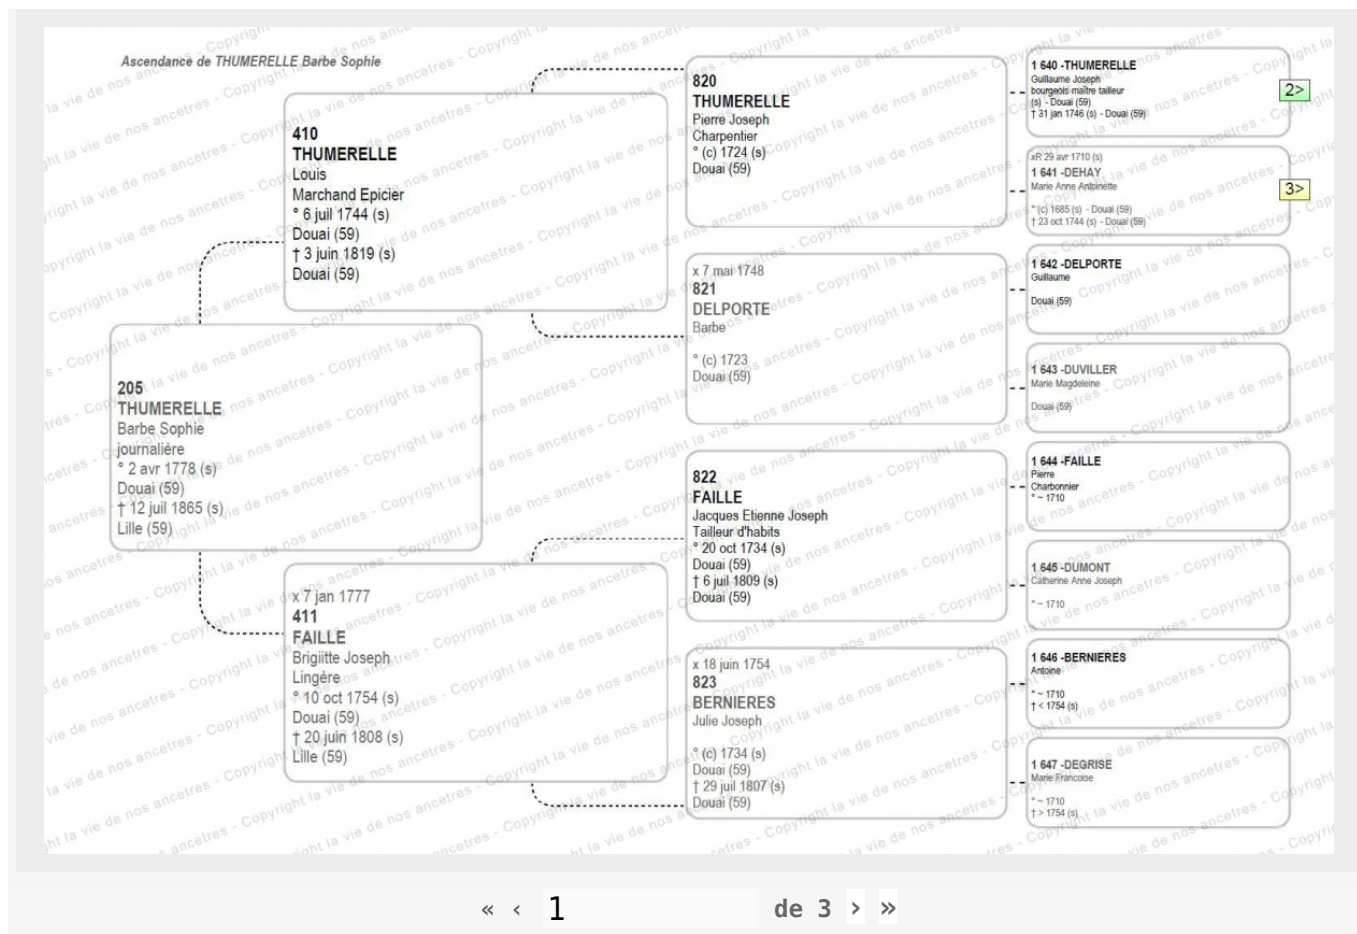 Ascendance de THUMERELLE Barbe Sophie
205
THUMERELLE
Barbe Sophie
journalière
° 2 avr 1778 (s)
Douai (59)
† 12 juil 1865 (s)
Lille (59)
410
THUMERELLE
Louis
Marchand Epicier
° 6 juil 1744 (s)
Douai (59)
† 3 juin 1819 (s)
Douai (59)
x 7 jan 1777
411
FAILLE
Brigiitte Joseph
Lingère
° 10 oct 1754 (s)
Douai (59)
† 20 juin 1808 (s)
Lille (59)
820
THUMERELLE
Pierre Joseph
Charpentier
° (c) 1724 (s)
Douai (59)
x 7 mai 1748
821
DELPORTE
Barbe
° (c) 1723
Douai (59)
822
FAILLE
Jacques Etienne Joseph
Tailleur d'habits
° 20 oct 1734 (s)
Douai (59)
† 6 juil 1809 (s)
Douai (59)
x 18 juin 1754
823
BERNIERES
Julie Joseph
° (c) 1734 (s)
Douai (59)
† 29 juil 1807 (s)
Douai (59)
1 640 -THUMERELLE
Guillaume Joseph
bourgeois maître tailleur
(s) - Douai (59)
† 31 jan 1746 (s) - Douai (59)
2>
xR 29 avr 1710 (s)
1 641 -DEHAY
Marie Anne Antoinette
° (c) 1685 (s) - Douai (59)
† 23 oct 1744 (s) - Douai (59)
3>
1 642 -DELPORTE
Guillaume
Douai (59)
1 643 -DUVILLER
Marie Magdeleine
Douai (59)
1 644 -FAILLE
Pierre
Charbonnier
° ~ 1710
1 645 -DUMONT
Catherine Anne Joseph
° ~ 1710
1 646 -BERNIERES
Antoine
° ~ 1710
† < 1754 (s)
1 647 -DEGRISE
Marie Francoise
° ~ 1710
† > 1754 (s)
Copyright la vie de nos ancetres
« ‹ 1 de 3 › »